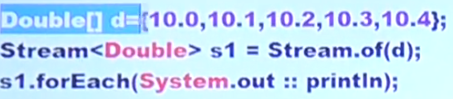 Double[] d={10.0,10.1,10.2,10.3,10.4};
Stream<Double> s1 = Stream.of(d);
s1.forEach(System.out :: println);